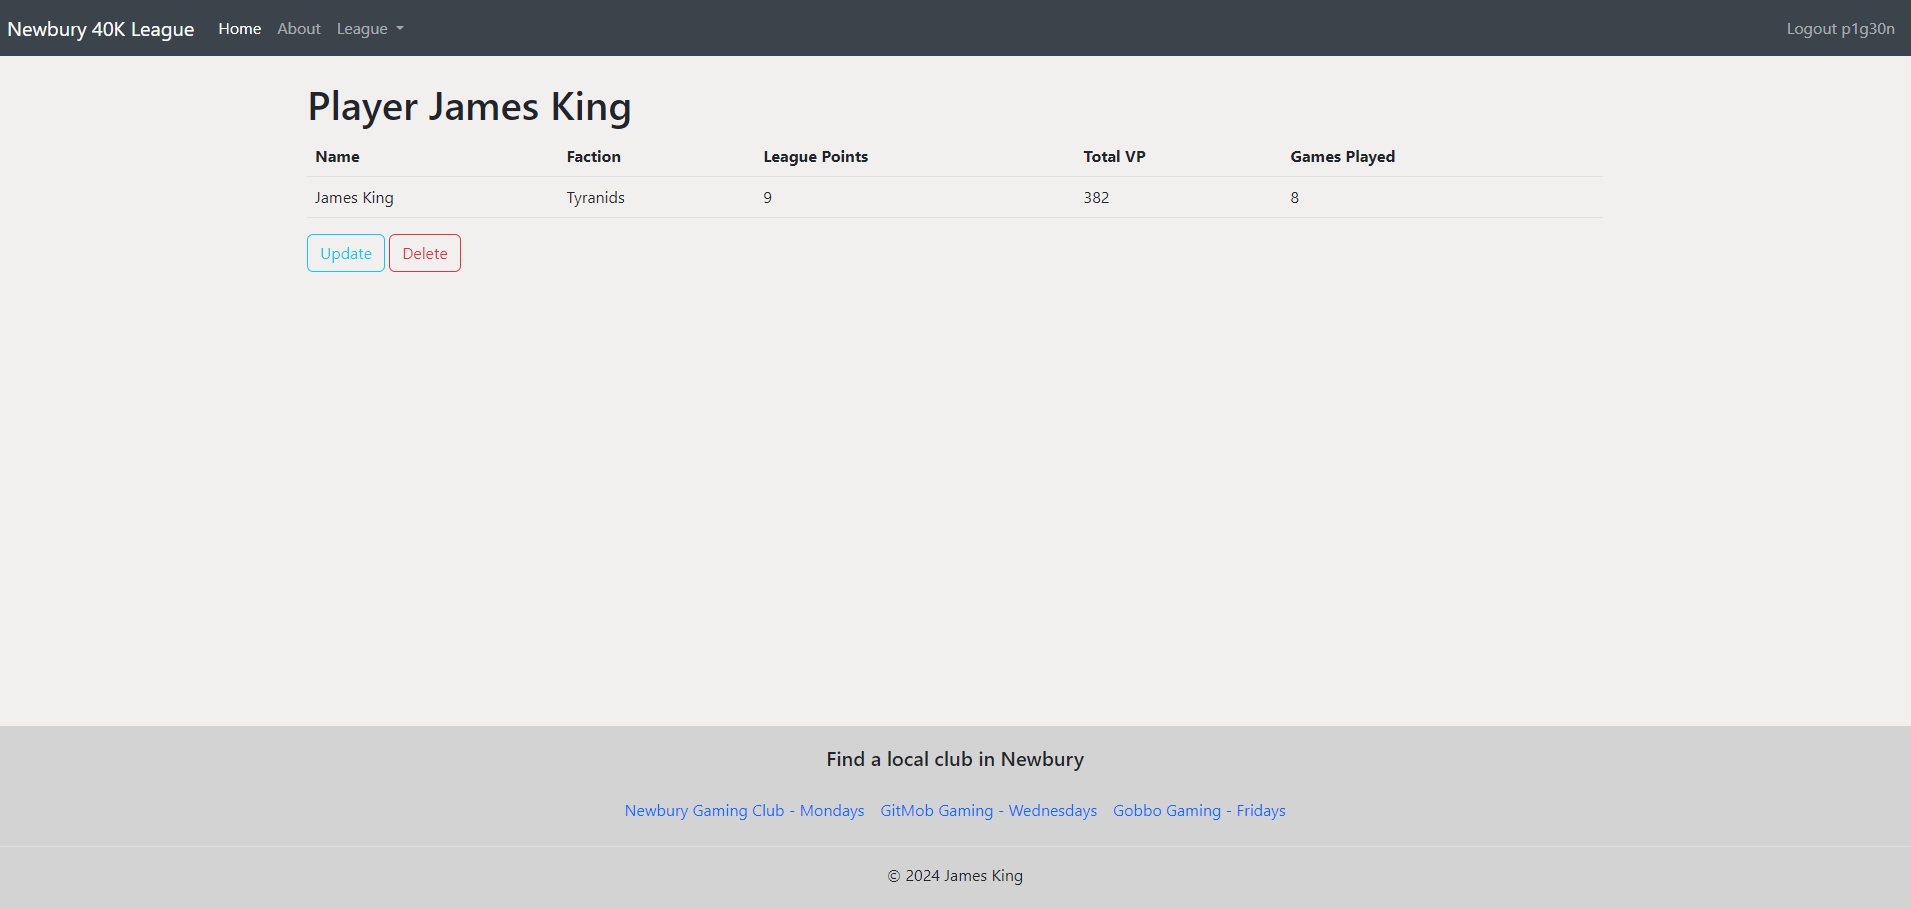 Newbury 40K League Home About League Logout p1g30n
Player James King
Name Faction League Points Total VP Games Played
James King Tyranids 9 382 8
Update Delete
Find a local club in Newbury
Newbury Gaming Club - Mondays GitMob Gaming - Wednesdays Gobbo Gaming - Fridays
© 2024 James King